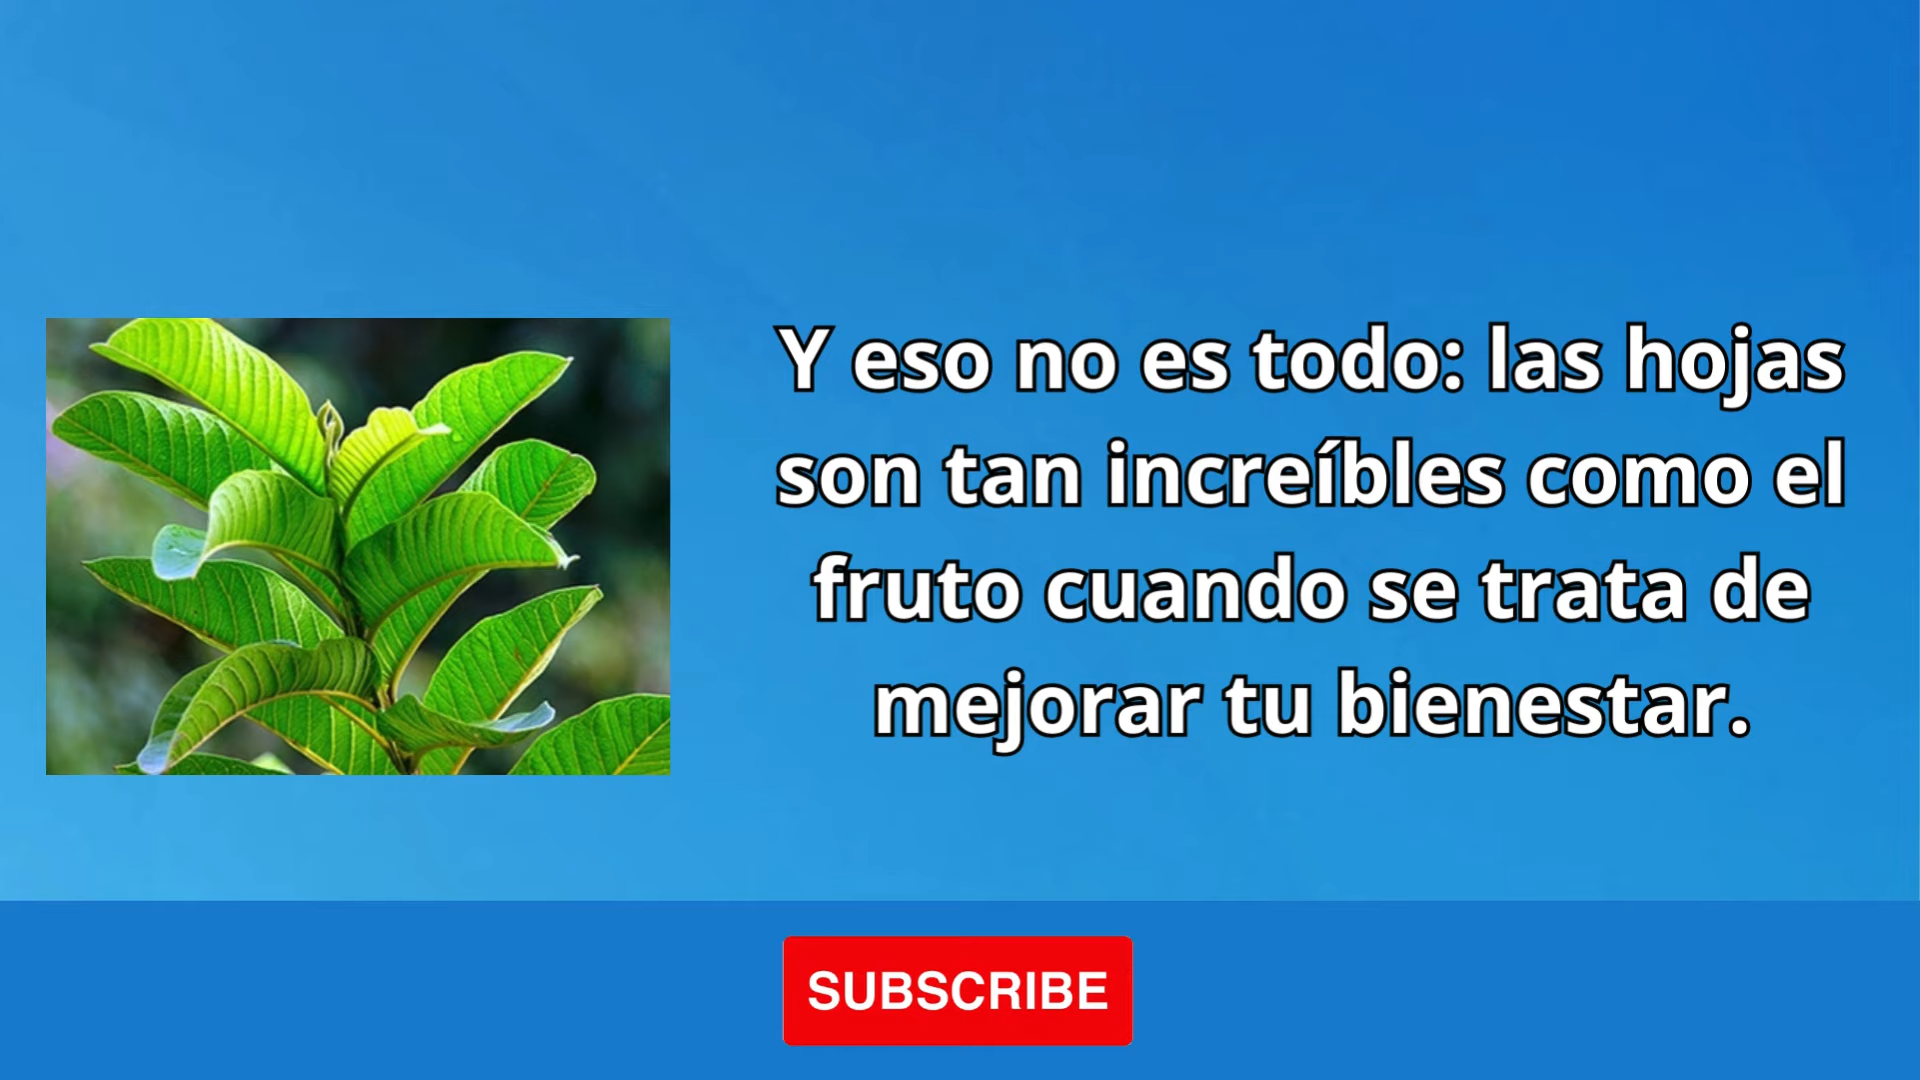 Y eso no es todo: las hojas
son tan increíbles como el
fruto cuando se trata de
mejorar tu bienestar.
SUBSCRIBE